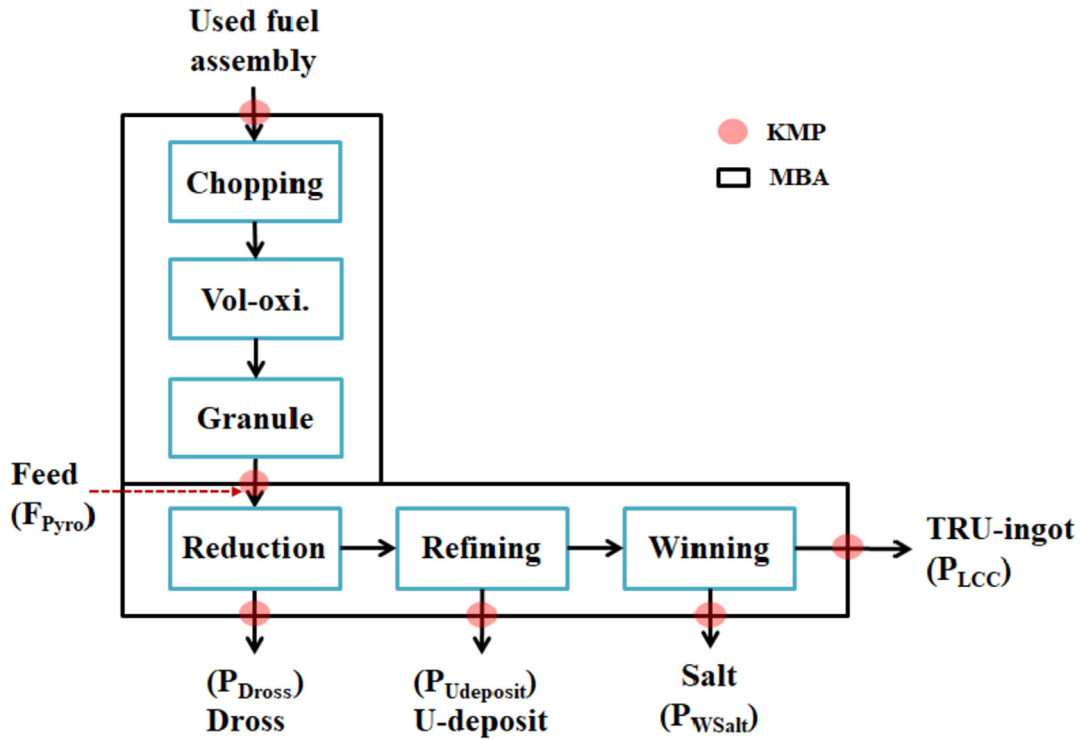 Used fuel
assembly
KMP
MBA
Chopping
Vol-oxi.
Granule
Feed
(FPyro)
Reduction
Refining
Winning
TRU-ingot
(PLCC)
(PDross)
Dross
(PUdeposit)
U-deposit
Salt
(PWSalt)